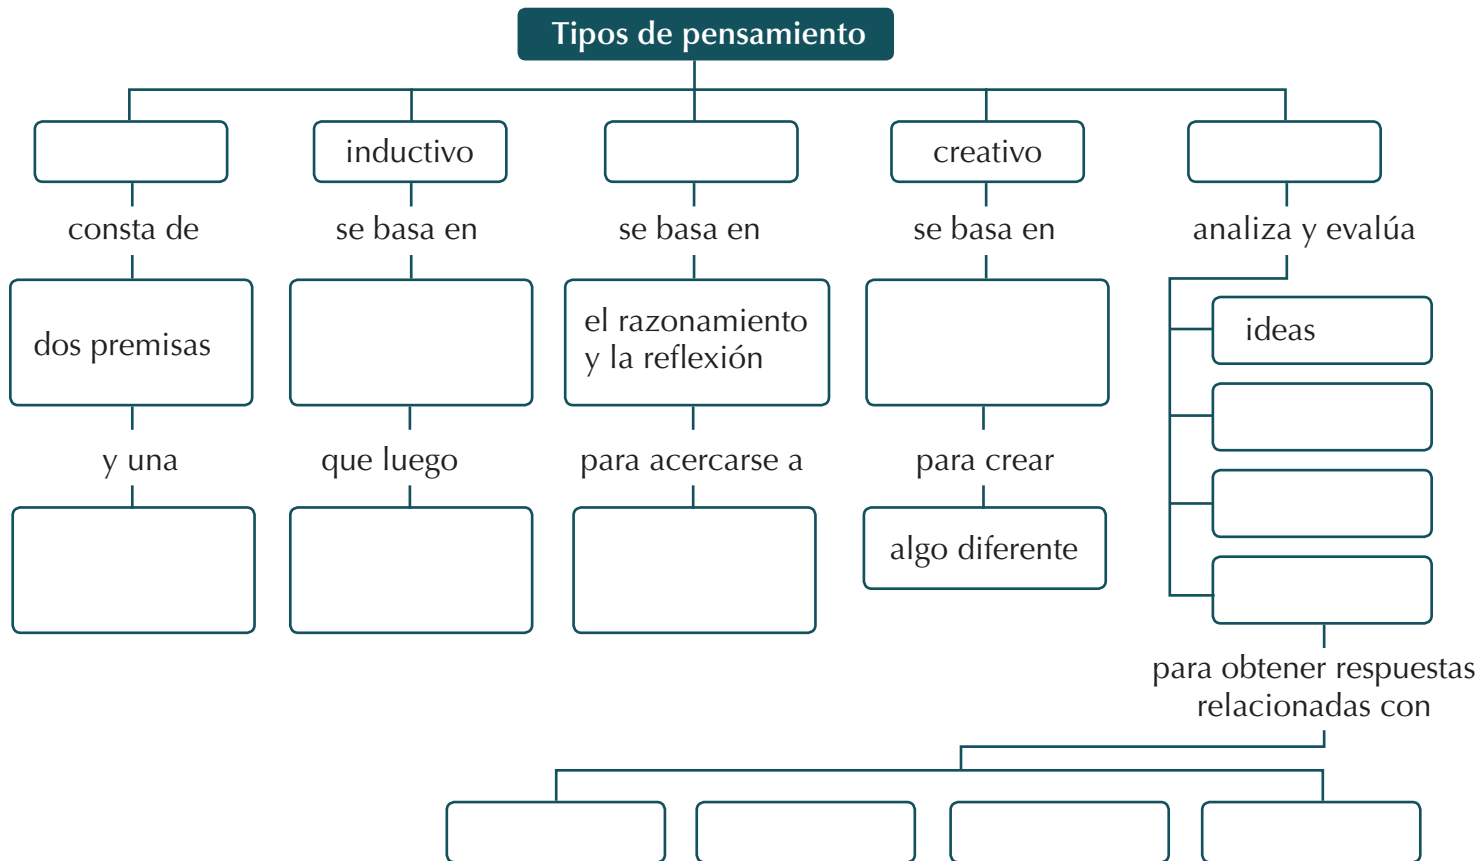 Tipos de pensamiento
inductivo
creativo
consta de
se basa en
se basa en
se basa en
analiza y evalúa
dos premisas
el razonamiento
y la reflexión
ideas
y una
que luego
para acercarse a
para crear
algo diferente
para obtener respuestas
relacionadas con